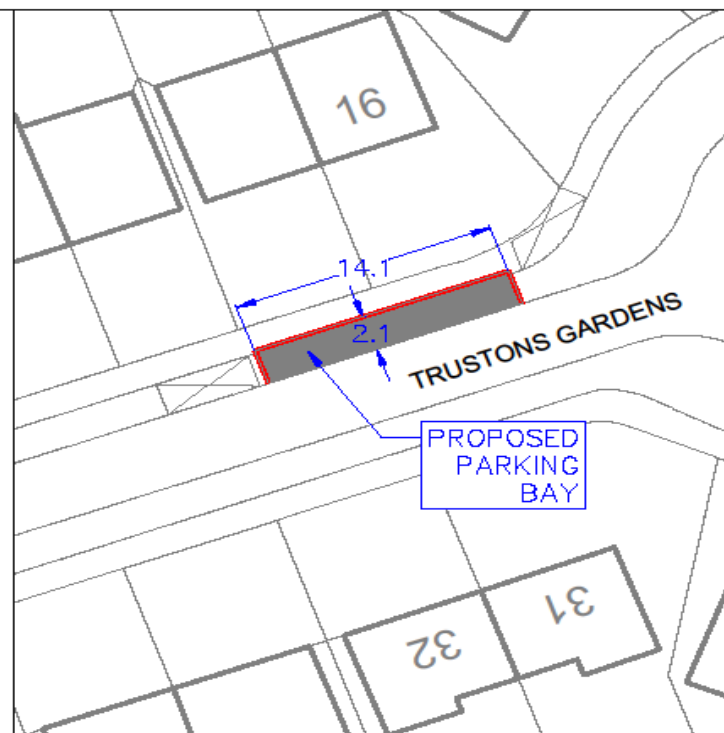 16
14.1
2.1
TRUSTONS GARDENS
PROPOSED
PARKING
BAY
32
31